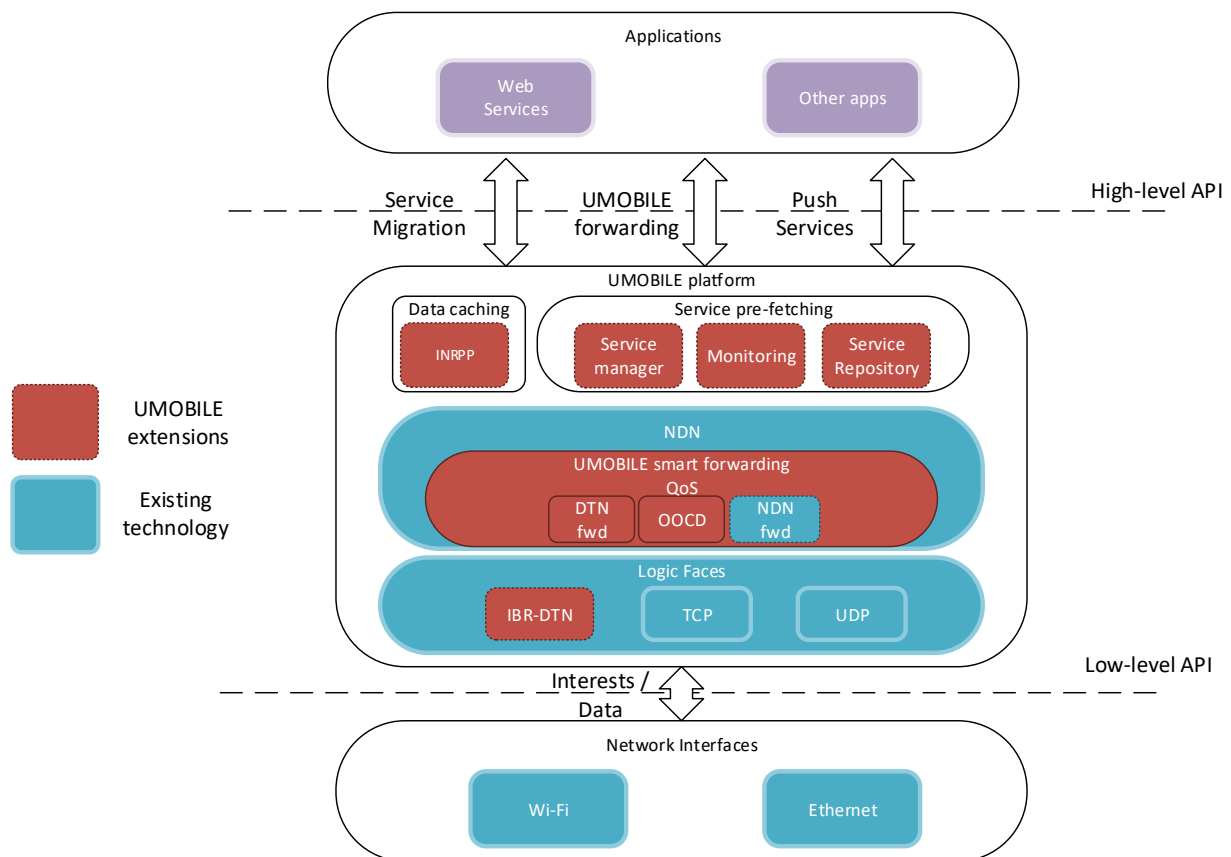 Applications
Web
Services
Other apps
High-level API
Service
Migration
UMOBILE
forwarding
Push
Services
UMOBILE platform
Data caching
INRPP
Service pre-fetching
Service
manager
Monitoring
Service
Repository
UMOBILE
extensions
Existing
technology
NDN
UMOBILE smart forwarding
QoS
DTN
fwd
OOCD
NDN
fwd
Logic Faces
IBR-DTN
TCP
UDP
Low-level API
Interests /
Data
Network Interfaces
Wi-Fi
Ethernet